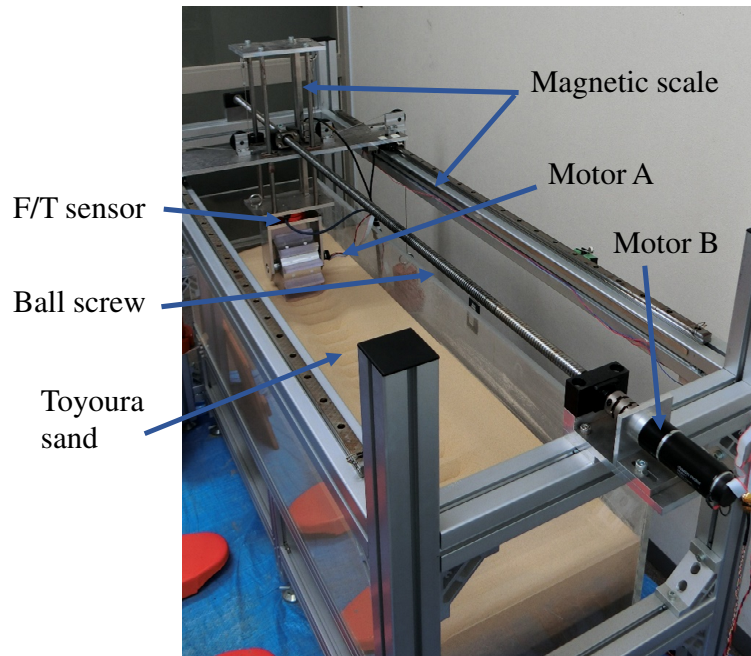 Magnetic scale
Motor A
F/T sensor
Motor B
Ball screw
Toyoura
sand